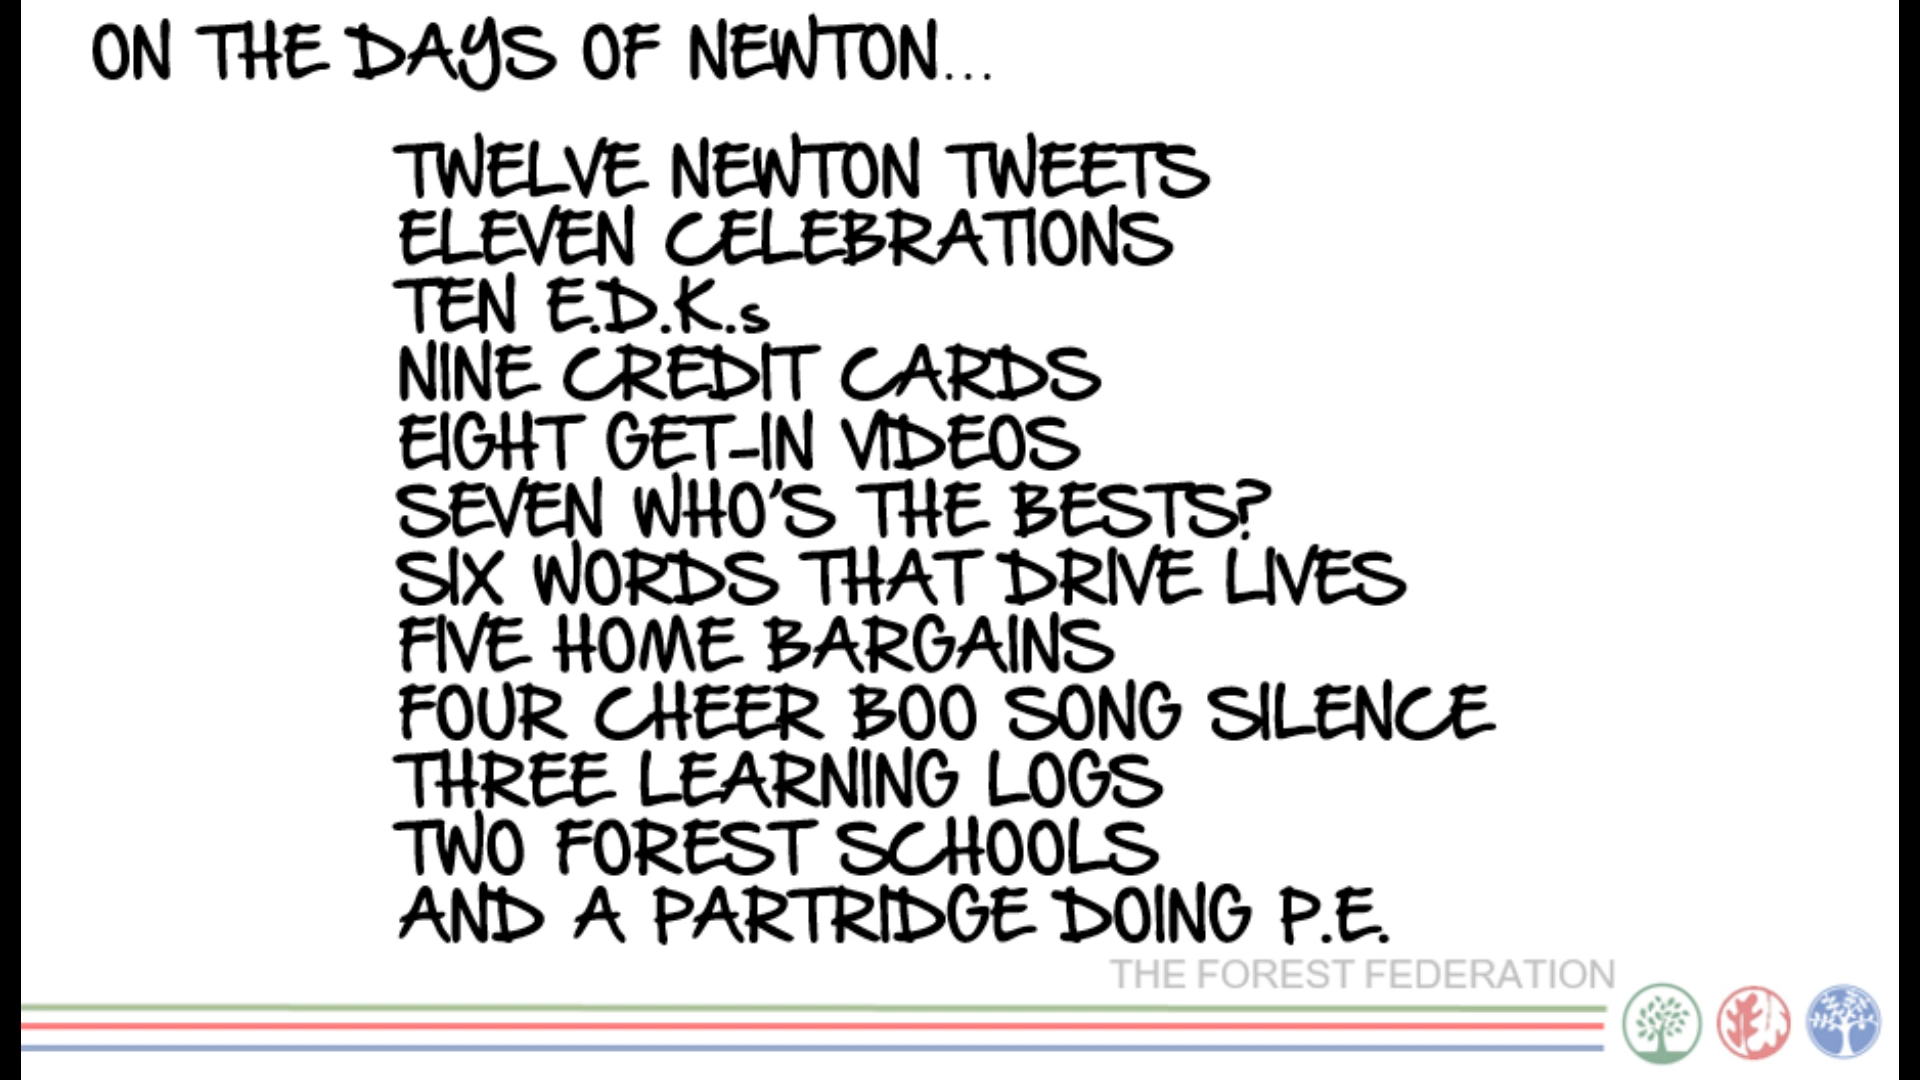 ON THE DAYS OF NEWTON...
TWELVE NEWTON TWEETS
ELEVEN CELEBRATIONS
TEN E.D.K.s
NINE CREDIT CARDS
EIGHT GET-IN VIDEOS
SEVEN WHO'S THE BESTS?
SIX WORDS THAT DRIVE LIVES
FIVE HOME BARGAINS
FOUR CHEER BOO SONG SILENCE
THREE LEARNING LOGS
TWO FOREST SCHOOLS
AND A PARTRIDGE DOING P.E.
THE FOREST FEDERATION